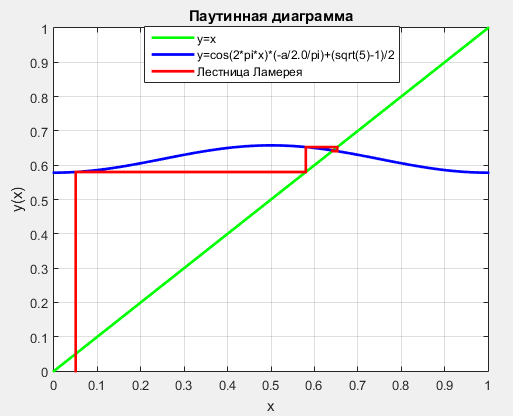 Паутинная диаграмма
y=x
y=cos(2*pi*x)*(-a/2.0/pi)+(sqrt(5)-1)/2
Лестница Ламерея
1
0.9
0.8
0.7
0.6
0.5
0.4
0.3
0.2
0.1
0
y(x)
0 0.1 0.2 0.3 0.4 0.5 0.6 0.7 0.8 0.9 1
x